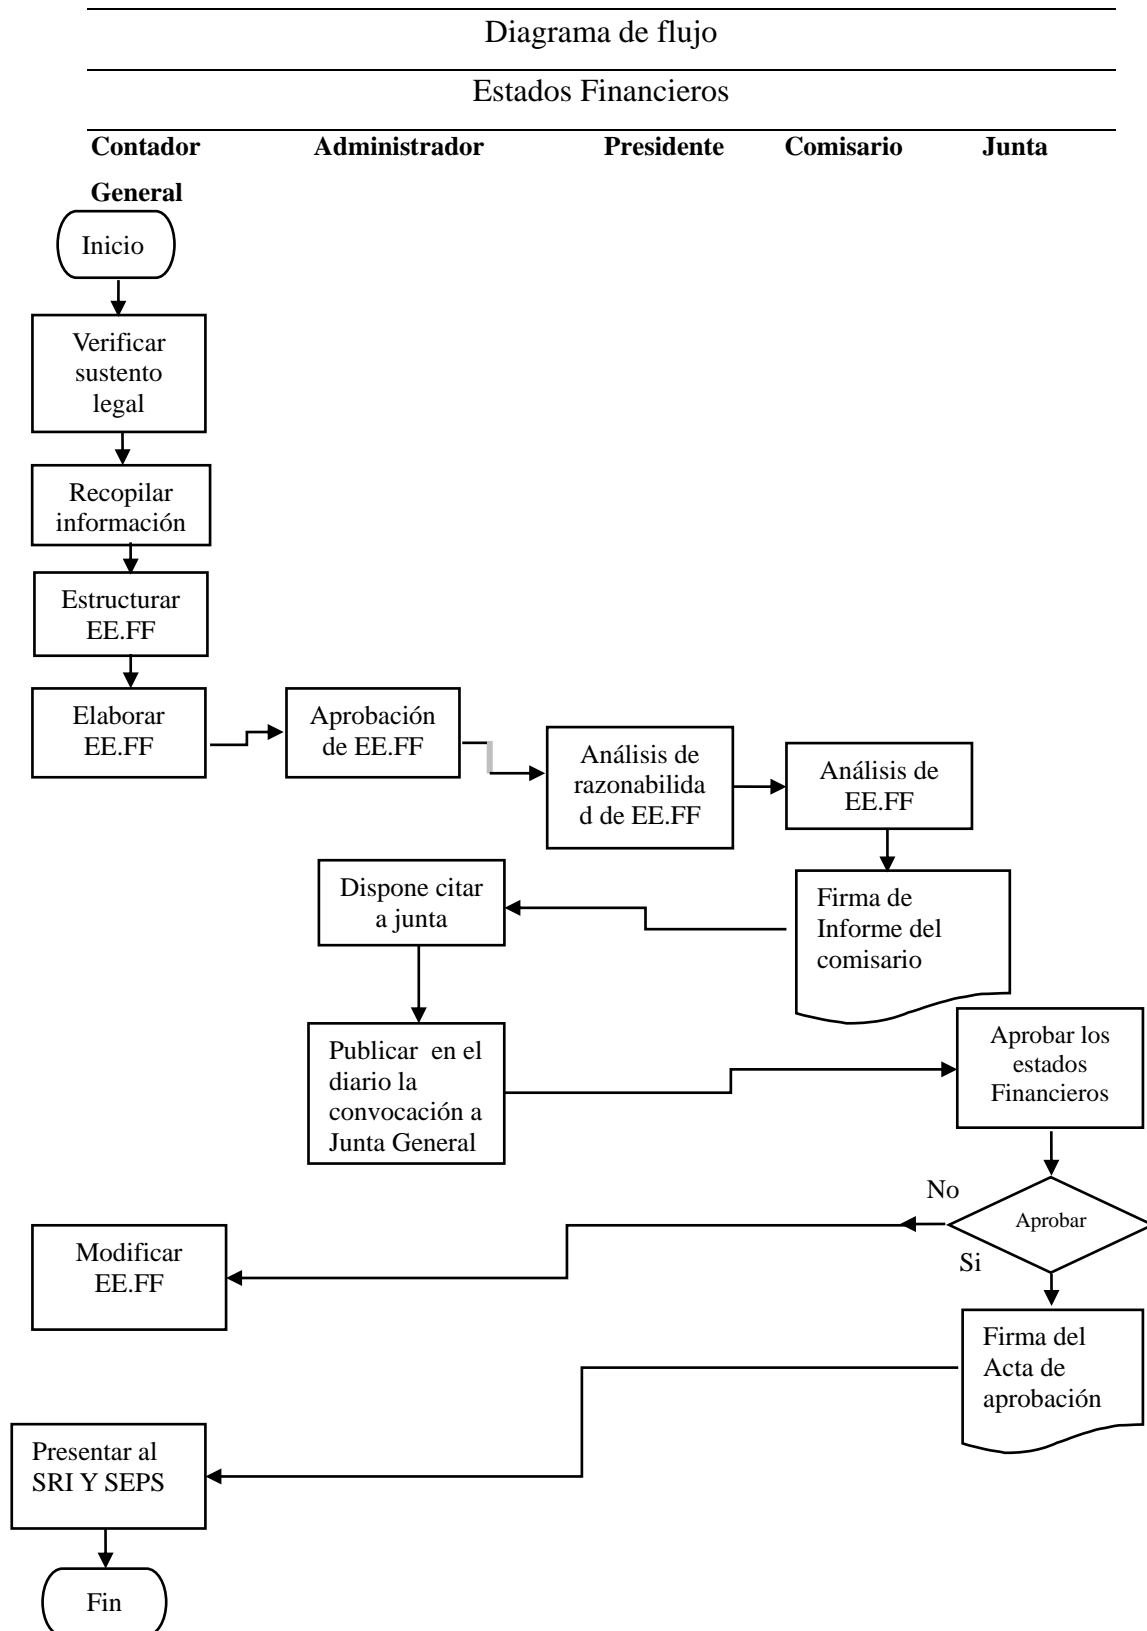 Diagrama de flujo
Estados Financieros
Contador
General
Administrador
Presidente
Comisario
Junta
Inicio
Verificar
sustento
legal
Recopilar
información
Estructurar
EE.FF
Elaborar
EE.FF
Aprobación
de EE.FF
Análisis de
razonabilida
d de EE.FF
Análisis de
EE.FF
Firma de
Informe del
comisario
Dispone citar
a junta
Publicar en el
diario la
convocación a
Junta General
Aprobar los
estados
Financieros
Aprobar
No
Si
Modificar
EE.FF
Firma del
Acta de
aprobación
Presentar al
SRI Y SEPS
Fin